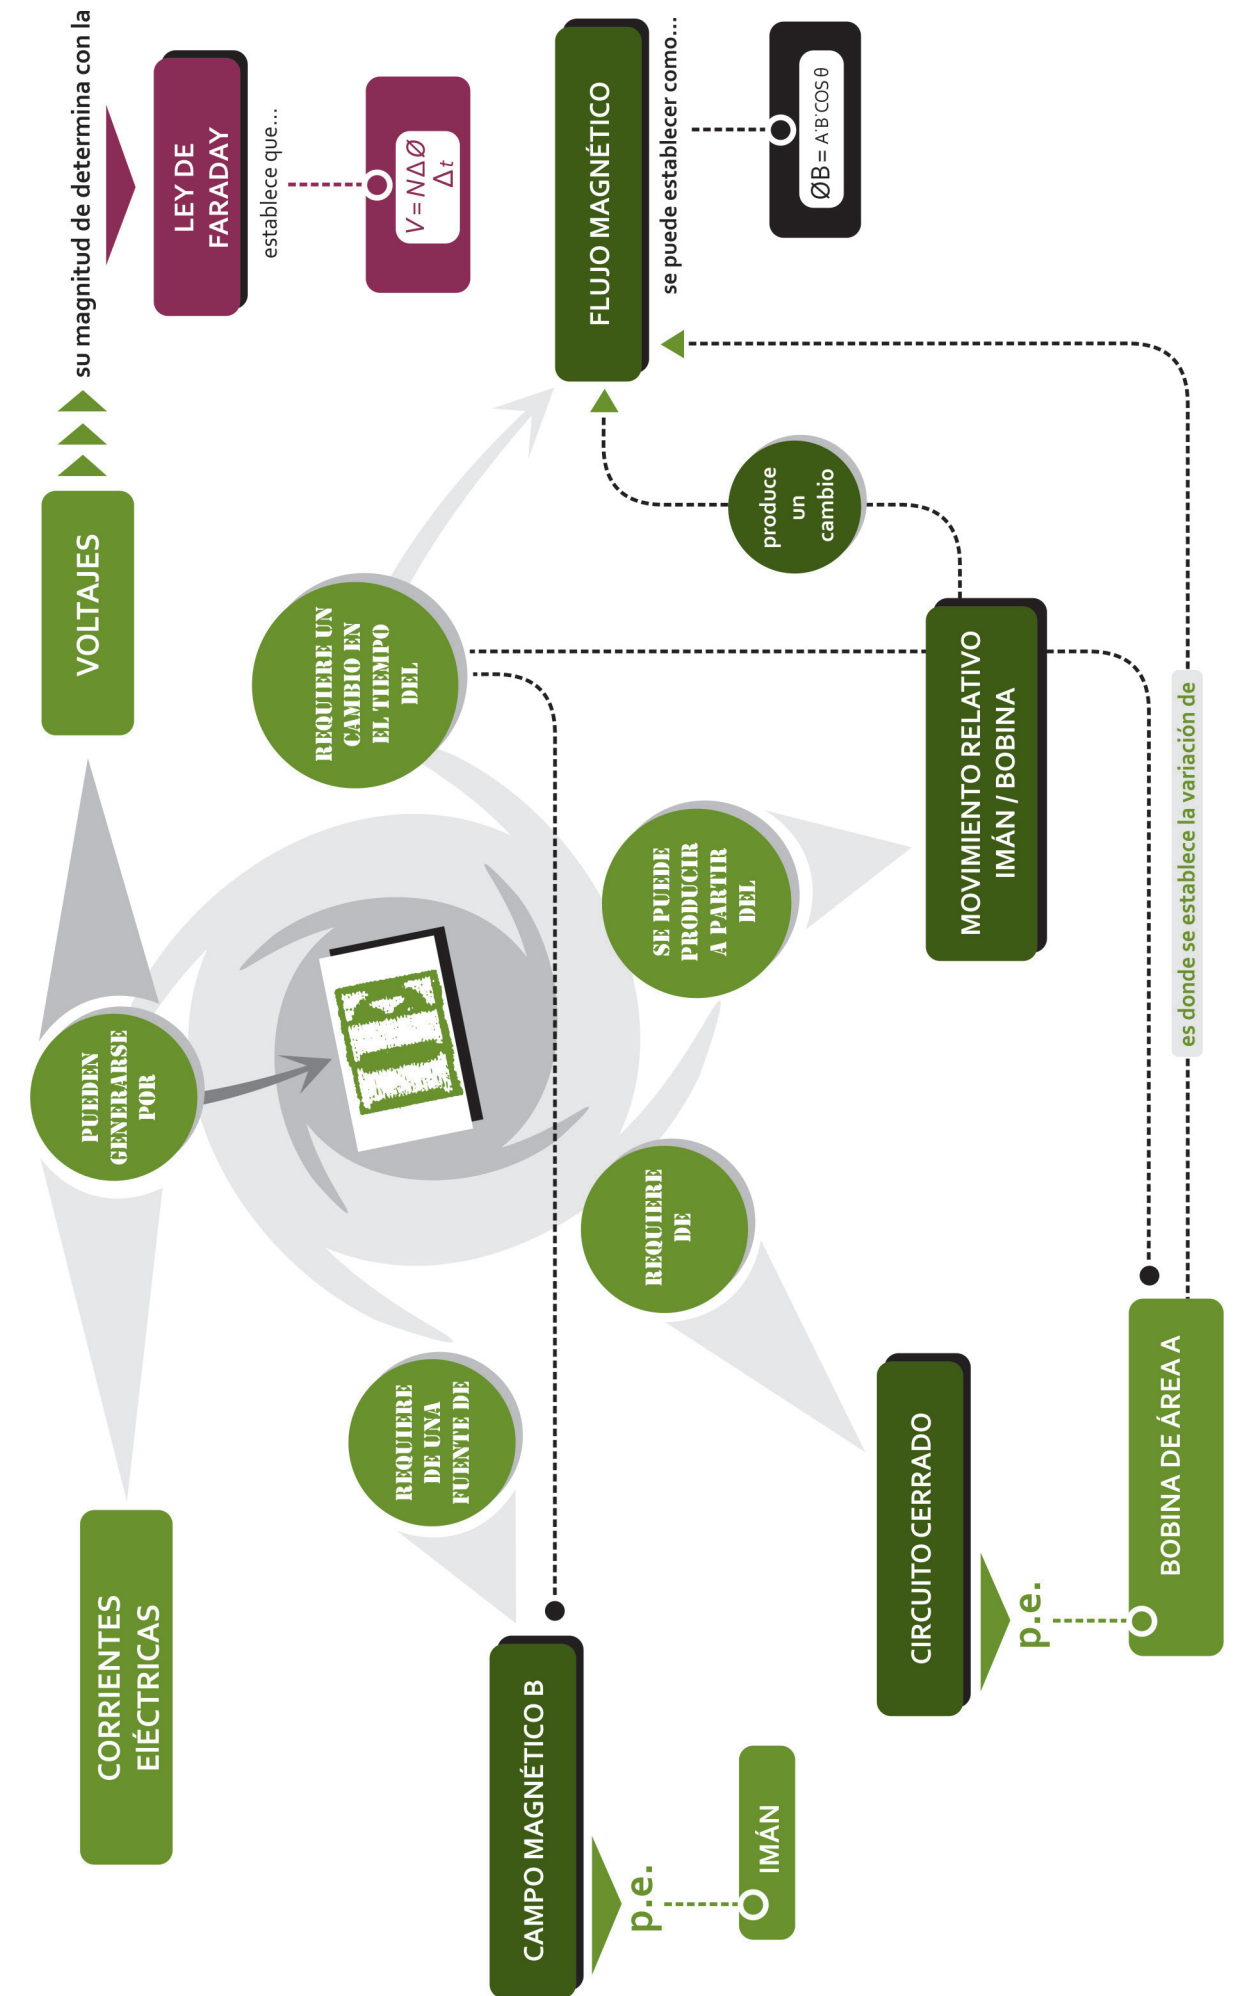 CORRIENTES
ElÉCTRICAS
PUEDEN
GENERARSE
POR
VOLTAJES
su magnitud de determina con la
LEY DE
FARADAY
establece que...
V = NΔØ
Δt
REQUIERE UN
CAMBIO EN
EL TIEMPO
DEL
REQUIERE
DE UNA
FUENTE DE
CAMPO MAGNÉTICO B
p.e.
IMÁN
FLUJO MAGNÉTICO
se puede establecer como...
ØB = A·B·COS θ
SE PUEDE
PRODUCIR
A PARTIR
DEL
produce
un
cambio
MOVIMIENTO RELATIVO
IMÁN / BOBINA
REQUIERE
DE
CIRCUITO CERRADO
p.e.
BOBINA DE ÁREA A
es donde se establece la variación de